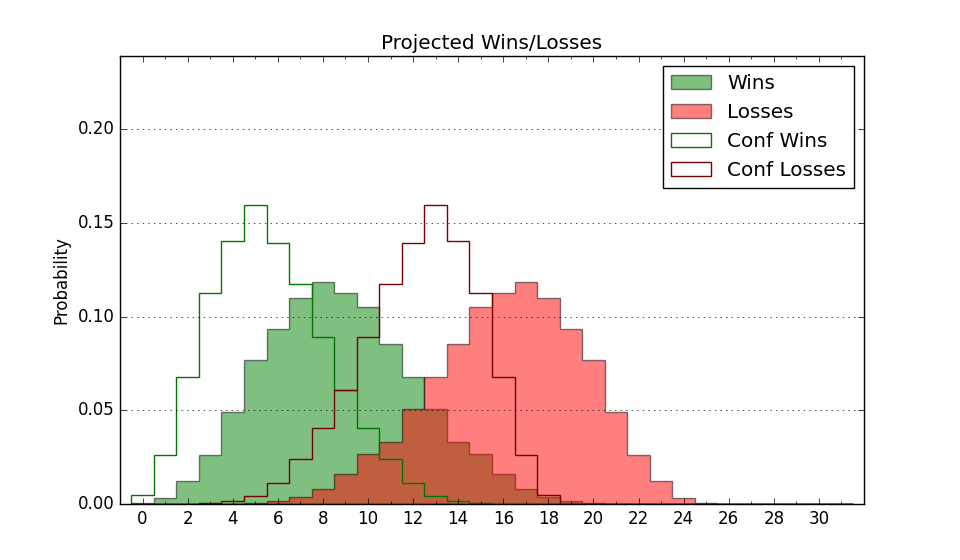 Projected Wins/Losses
Wins
Losses
Conf Wins
Conf Losses
Probability
0.20
0.15
0.10
0.05
0.00
0 2 4 6 8 10 12 14 16 18 20 22 24 26 28 30